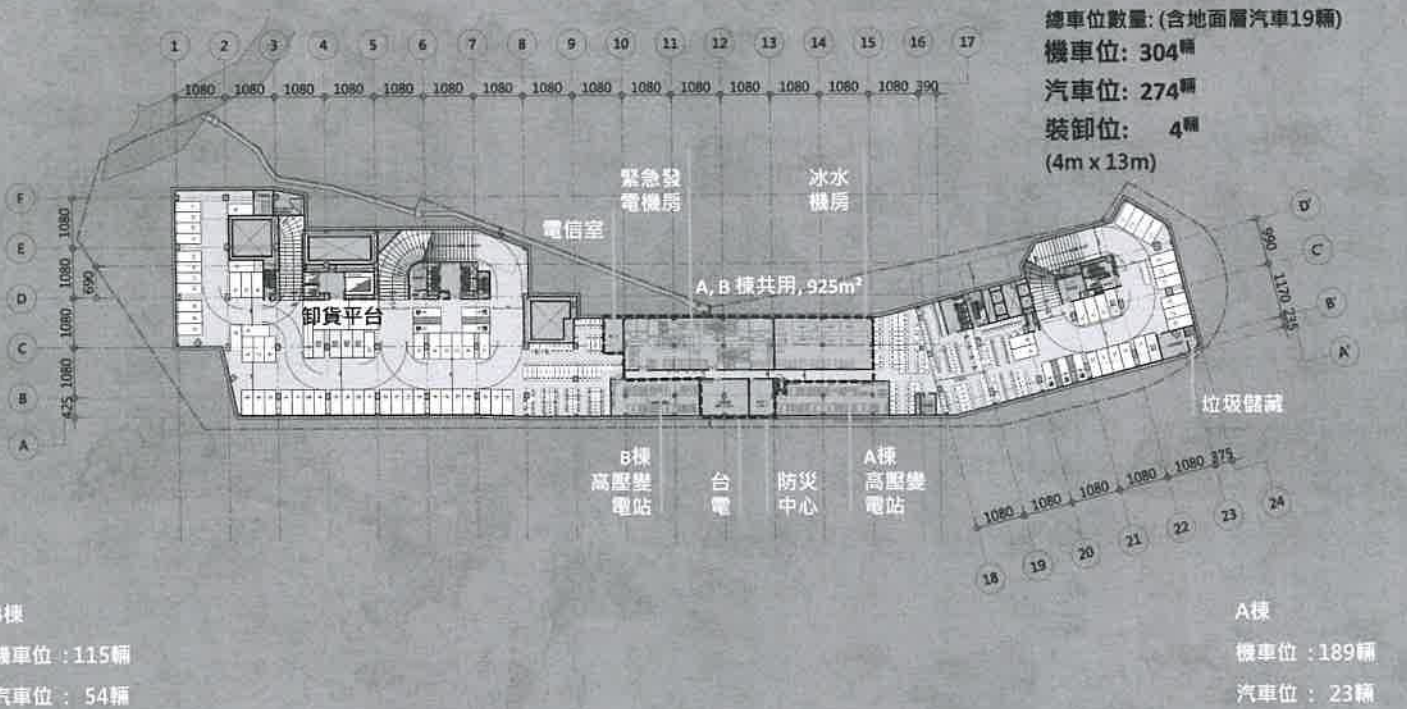 總車位數量: (含地面層汽車19輛)
機車位: 304輛
汽車位: 274輛
裝卸位: 4輛
(4m x 13m)
1 2 3 4 5 6 7 8 9 10 11 12 13 14 15 16 17
1080 1080 1080 1080 1080 1080 1080 1080 1080 1080 1080 1080 1080 1080 1080 390
緊急發
電機房
冰水
機房
電信室
A, B 棟共用, 925m²
卸貨平台
F
E
D
C
B
A
1080
1080
690
1080
1080
425
D'
C'
B'
A'
990
1170
235
垃圾儲藏
B棟
高壓變
電站
台
電
防災
中心
A棟
高壓變
電站
1080 1080 1080 1080 1080 375
18 19 20 21 22 23 24
棟
機車位 : 115輛
汽車位 : 54輛
A棟
機車位 : 189輛
汽車位 : 23輛